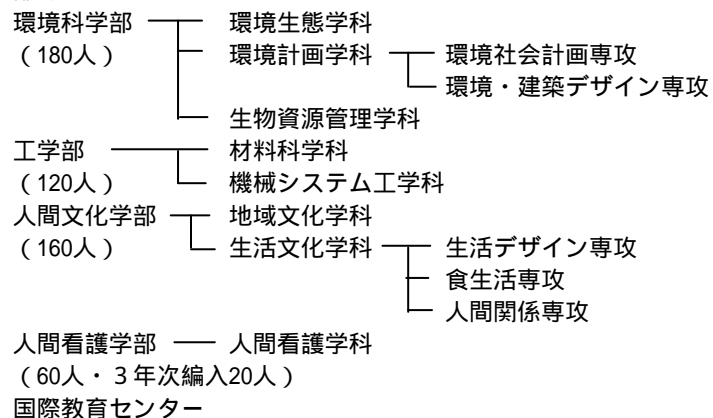 環境科学部 環境生態学科
(180人) 環境計画学科 環境社会計画専攻
環境・建築デザイン専攻
生物資源管理学科
工学部 材料科学科
(120人) 機械システム工学科
人間文化学部 地域文化学科
(160人) 生活文化学科 生活デザイン専攻
食生活専攻
人間関係専攻
人間看護学部 人間看護学科
(60人・3年次編入20人)
国際教育センター